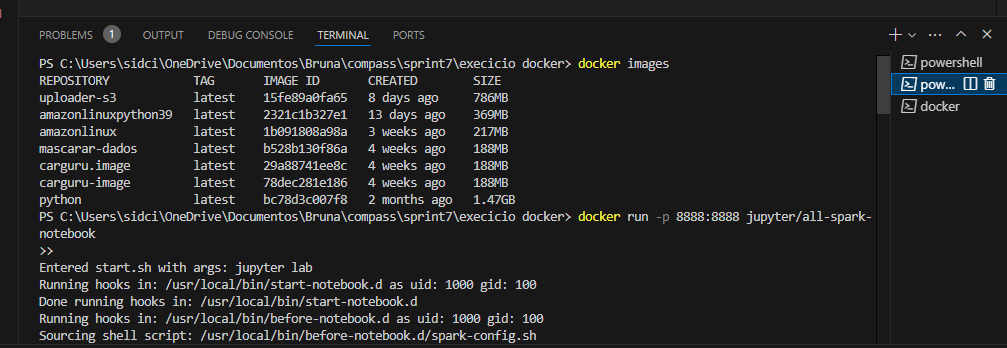 PROBLEMS 1 OUTPUT DEBUG CONSOLE TERMINAL PORTS
PS C:\Users\sidci\OneDrive\Documentos\Bruna\compass\sprint7\execicio docker> docker images
REPOSITORY TAG IMAGE ID CREATED SIZE
uploader-s3 latest 15fe89a0fa65 8 days ago 786MB
amazonlinuxpython39 latest 2321c1b327e1 13 days ago 369MB
amazonlinux latest 1b091808a98a 3 weeks ago 217MB
mascarar-dados latest b528b130f86a 4 weeks ago 188MB
carguru.image latest 29a88741ee8c 4 weeks ago 188MB
carguru-image latest 78dec281e186 4 weeks ago 188MB
python latest bc78d3c007f8 2 months ago 1.47GB
PS C:\Users\sidci\OneDrive\Documentos\Bruna\compass\sprint7\execicio docker> docker run -p 8888:8888 jupyter/all-spark-
notebook
>>
Entered start.sh with args: jupyter lab
Running hooks in: /usr/local/bin/start-notebook.d as uid: 1000 gid: 100
Done running hooks in: /usr/local/bin/start-notebook.d
Running hooks in: /usr/local/bin/before-notebook.d as uid: 1000 gid: 100
Sourcing shell script: /usr/local/bin/before-notebook.d/spark-config.sh
powershell
pow...
docker